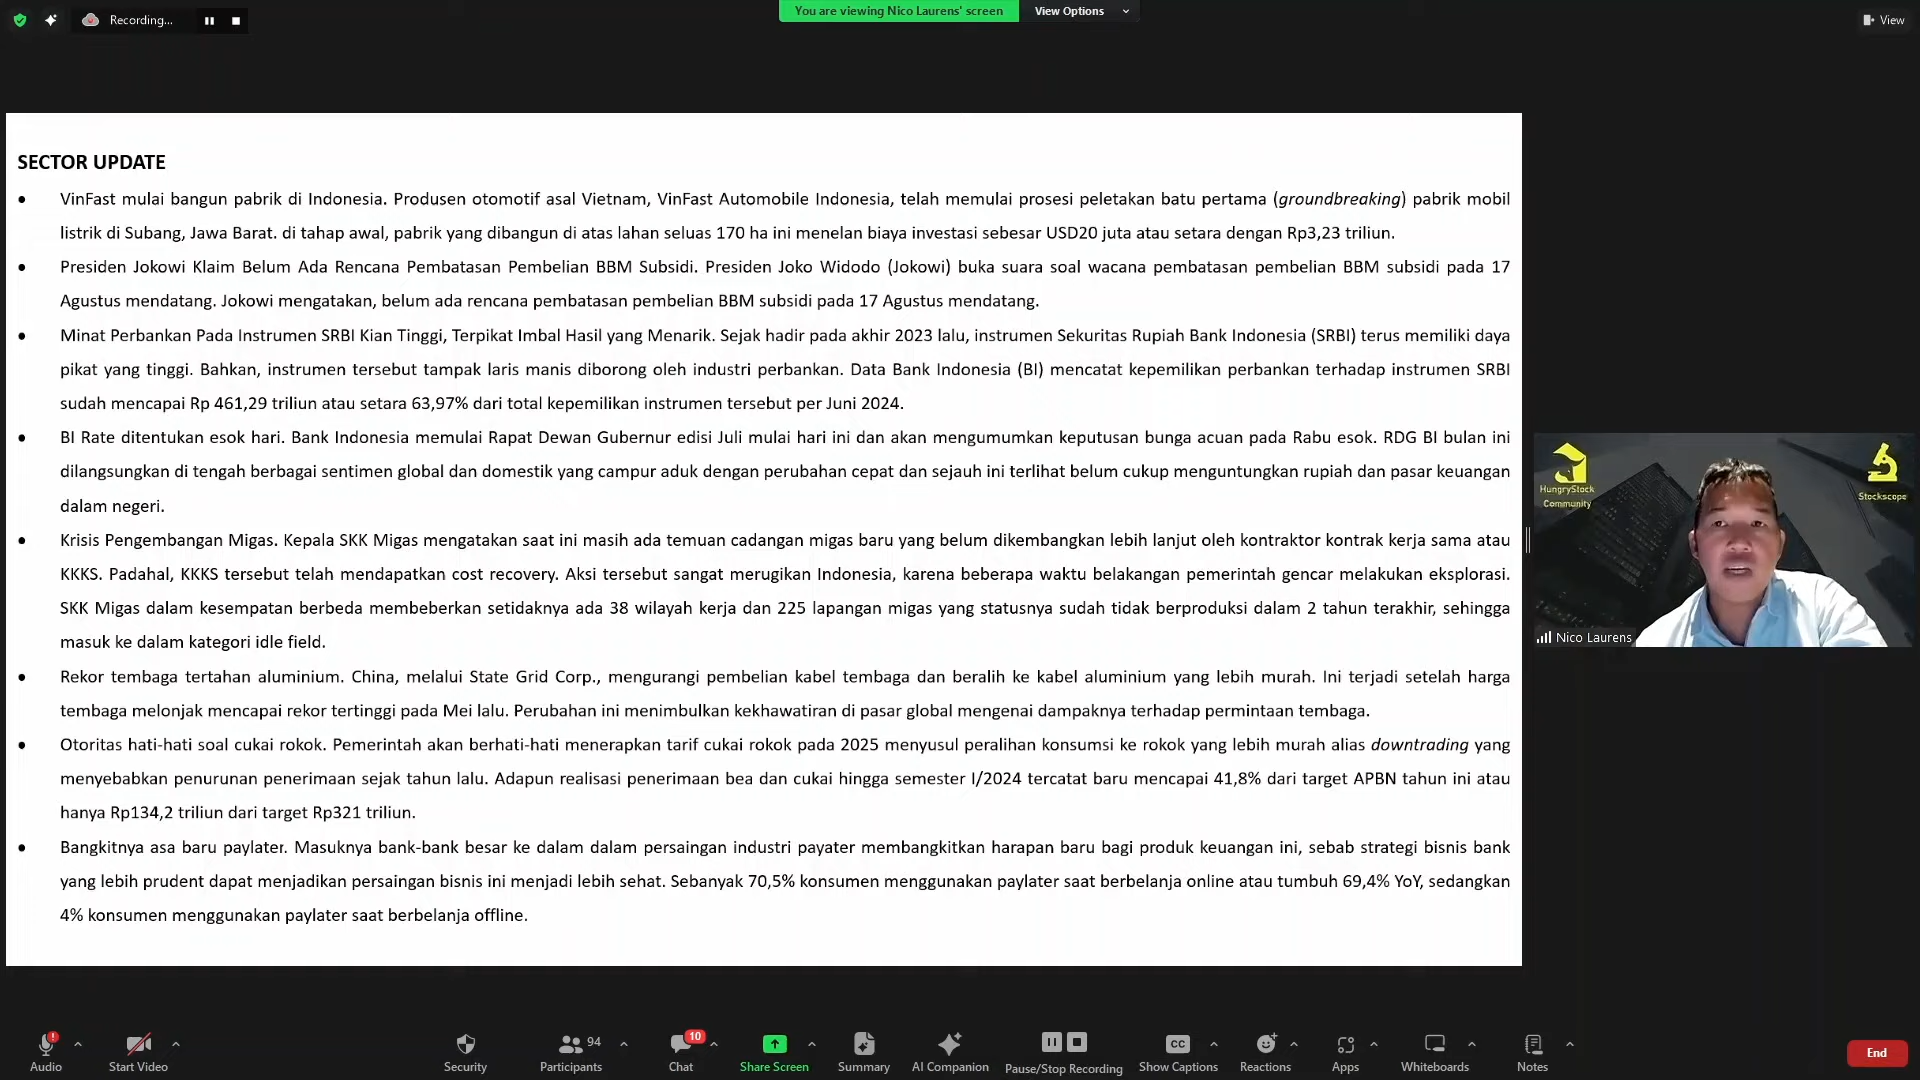 Recording...
You are viewing Nico Laurens' screen
View Options
View
SECTOR UPDATE
• VinFast mulai bangun pabrik di Indonesia. Produsen otomotif asal Vietnam, VinFast Automobile Indonesia, telah memulai prosesi peletakan batu pertama (groundbreaking) pabrik mobil
listrik di Subang, Jawa Barat. di tahap awal, pabrik yang dibangun di atas lahan seluas 170 ha ini menelan biaya investasi sebesar USD20 juta atau setara dengan Rp3,23 triliun.
• Presiden Jokowi Klaim Belum Ada Rencana Pembatasan Pembelian BBM Subsidi. Presiden Joko Widodo (Jokowi) buka suara soal wacana pembatasan pembelian BBM subsidi pada 17
Agustus mendatang. Jokowi mengatakan, belum ada rencana pembatasan pembelian BBM subsidi pada 17 Agustus mendatang.
• Minat Perbankan Pada Instrumen SRBI Kian Tinggi, Terpikat Imbal Hasil yang Menarik. Sejak hadir pada akhir 2023 lalu, instrumen Sekuritas Rupiah Bank Indonesia (SRBI) terus memiliki daya
pikat yang tinggi. Bahkan, instrumen tersebut tampak laris manis diborong oleh industri perbankan. Data Bank Indonesia (BI) mencatat kepemilikan perbankan terhadap instrumen SRBI
sudah mencapai Rp 461,29 triliun atau setara 63,97% dari total kepemilikan instrumen tersebut per Juni 2024.
• BI Rate ditentukan esok hari. Bank Indonesia memulai Rapat Dewan Gubernur edisi Juli mulai hari ini dan akan mengumumkan keputusan bunga acuan pada Rabu esok. RDG BI bulan ini
dilangsungkan di tengah berbagai sentimen global dan domestik yang campur aduk dengan perubahan cepat dan sejauh ini terlihat belum cukup menguntungkan rupiah dan pasar keuangan
dalam negeri.
• Krisis Pengembangan Migas. Kepala SKK Migas mengatakan saat ini masih ada temuan cadangan migas baru yang belum dikembangkan lebih lanjut oleh kontraktor kontrak kerja sama atau
KKKS. Padahal, KKKS tersebut telah mendapatkan cost recovery. Aksi tersebut sangat merugikan Indonesia, karena beberapa waktu belakangan pemerintah gencar melakukan eksplorasi.
SKK Migas dalam kesempatan berbeda membeberkan setidaknya ada 38 wilayah kerja dan 225 lapangan migas yang statusnya sudah tidak berproduksi dalam 2 tahun terakhir, sehingga
masuk ke dalam kategori idle field.
• Rekor tembaga tertahan aluminium. China, melalui State Grid Corp., mengurangi pembelian kabel tembaga dan beralih ke kabel aluminium yang lebih murah. Ini terjadi setelah harga
tembaga melonjak mencapai rekor tertinggi pada Mei lalu. Perubahan ini menimbulkan kekhawatiran di pasar global mengenai dampaknya terhadap permintaan tembaga.
• Otoritas hati-hati soal cukai rokok. Pemerintah akan berhati-hati menerapkan tarif cukai rokok pada 2025 menyusul peralihan konsumsi ke rokok yang lebih murah alias downtrading yang
menyebabkan penurunan penerimaan sejak tahun lalu. Adapun realisasi penerimaan bea dan cukai hingga semester I/2024 tercatat baru mencapai 41,8% dari target APBN tahun ini atau
hanya Rp134,2 triliun dari target Rp321 triliun.
• Bangkitnya asa baru paylater. Masuknya bank-bank besar ke dalam dalam persaingan industri payater membangkitkan harapan baru bagi produk keuangan ini, sebab strategi bisnis bank
yang lebih prudent dapat menjadikan persaingan bisnis ini menjadi lebih sehat. Sebanyak 70,5% konsumen menggunakan paylater saat berbelanja online atau tumbuh 69,4% YoY, sedangkan
4% konsumen menggunakan paylater saat berbelanja offline.
HungryStock
Community
Stockscope
Nico Laurens
94
10
CC
Audio
Start Video
Security
Participants
Chat
Share Screen
Summary
AI Companion
Pause/Stop Recording
Show Captions
Reactions
Apps
Whiteboards
Notes
End